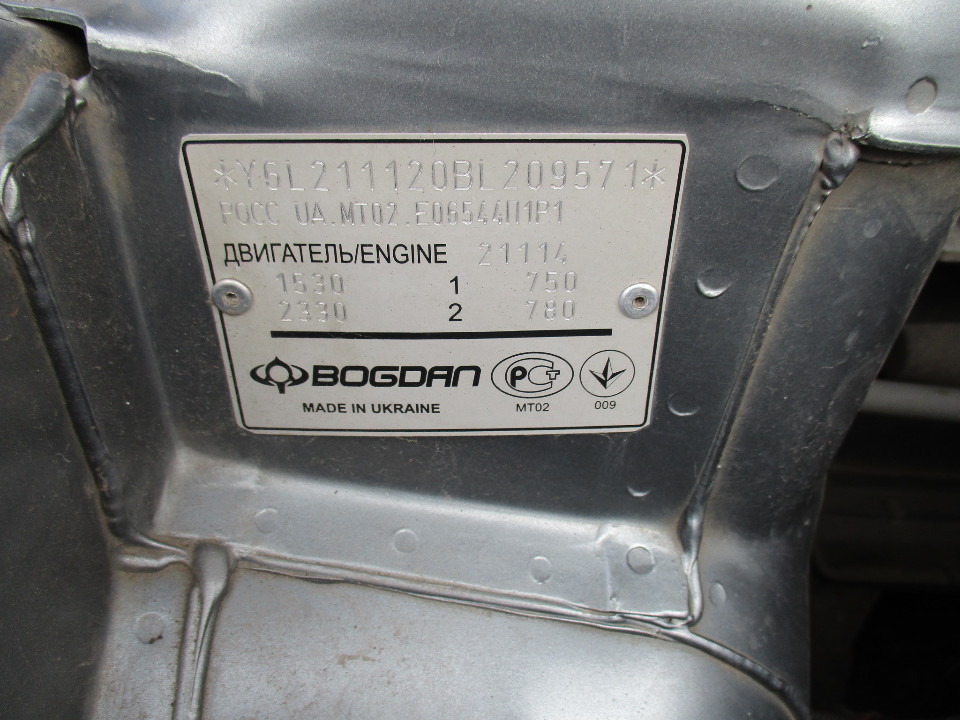 *Y6L211120BL209571*
РОСС UA.МТ02.Е06544П1Р1
ДВИГАТЕЛЬ/ENGINE 21114
1530 1 750
2330 2 780
BOGDAN РСТ
MADE IN UKRAINE МТ02 009